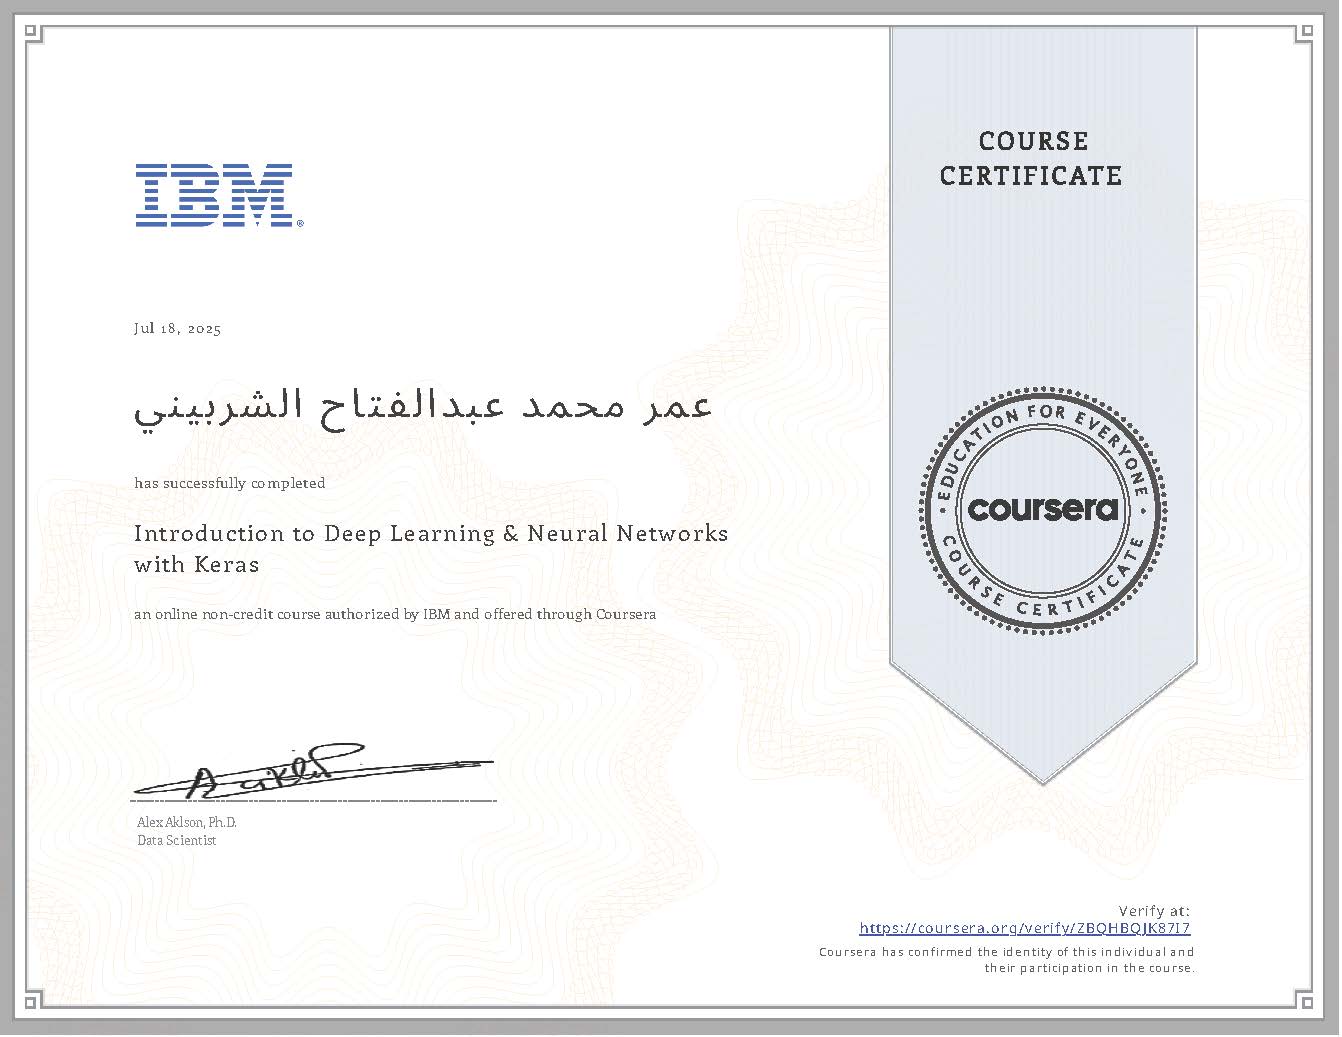 IBM®
COURSE
CERTIFICATE
Jul 18, 2025
عمر محمد عبدالفتاح الشربيني
has successfully completed
Introduction to Deep Learning & Neural Networks
with Keras
an online non-credit course authorized by IBM and offered through Coursera
EDUCATION FOR EVERYONE
coursera
COURSE CERTIFICATE
Alex Aklson, Ph.D.
Data Scientist
Verify at:
https://coursera.org/verify/ZBQHBQJK87I7
Coursera has confirmed the identity of this individual and
their participation in the course.